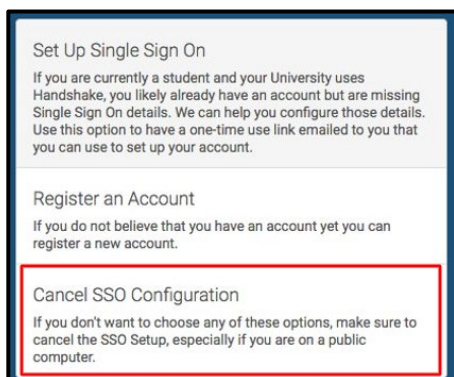 Set Up Single Sign On
If you are currently a student and your University uses
Handshake, you likely already have an account but are missing
Single Sign On details. We can help you configure those details.
Use this option to have a one-time use link emailed to you that
you can use to set up your account.
Register an Account
If you do not believe that you have an account yet you can
register a new account.
Cancel SSO Configuration
If you don't want to choose any of these options, make sure to
cancel the SSO Setup, especially if you are on a public
computer.